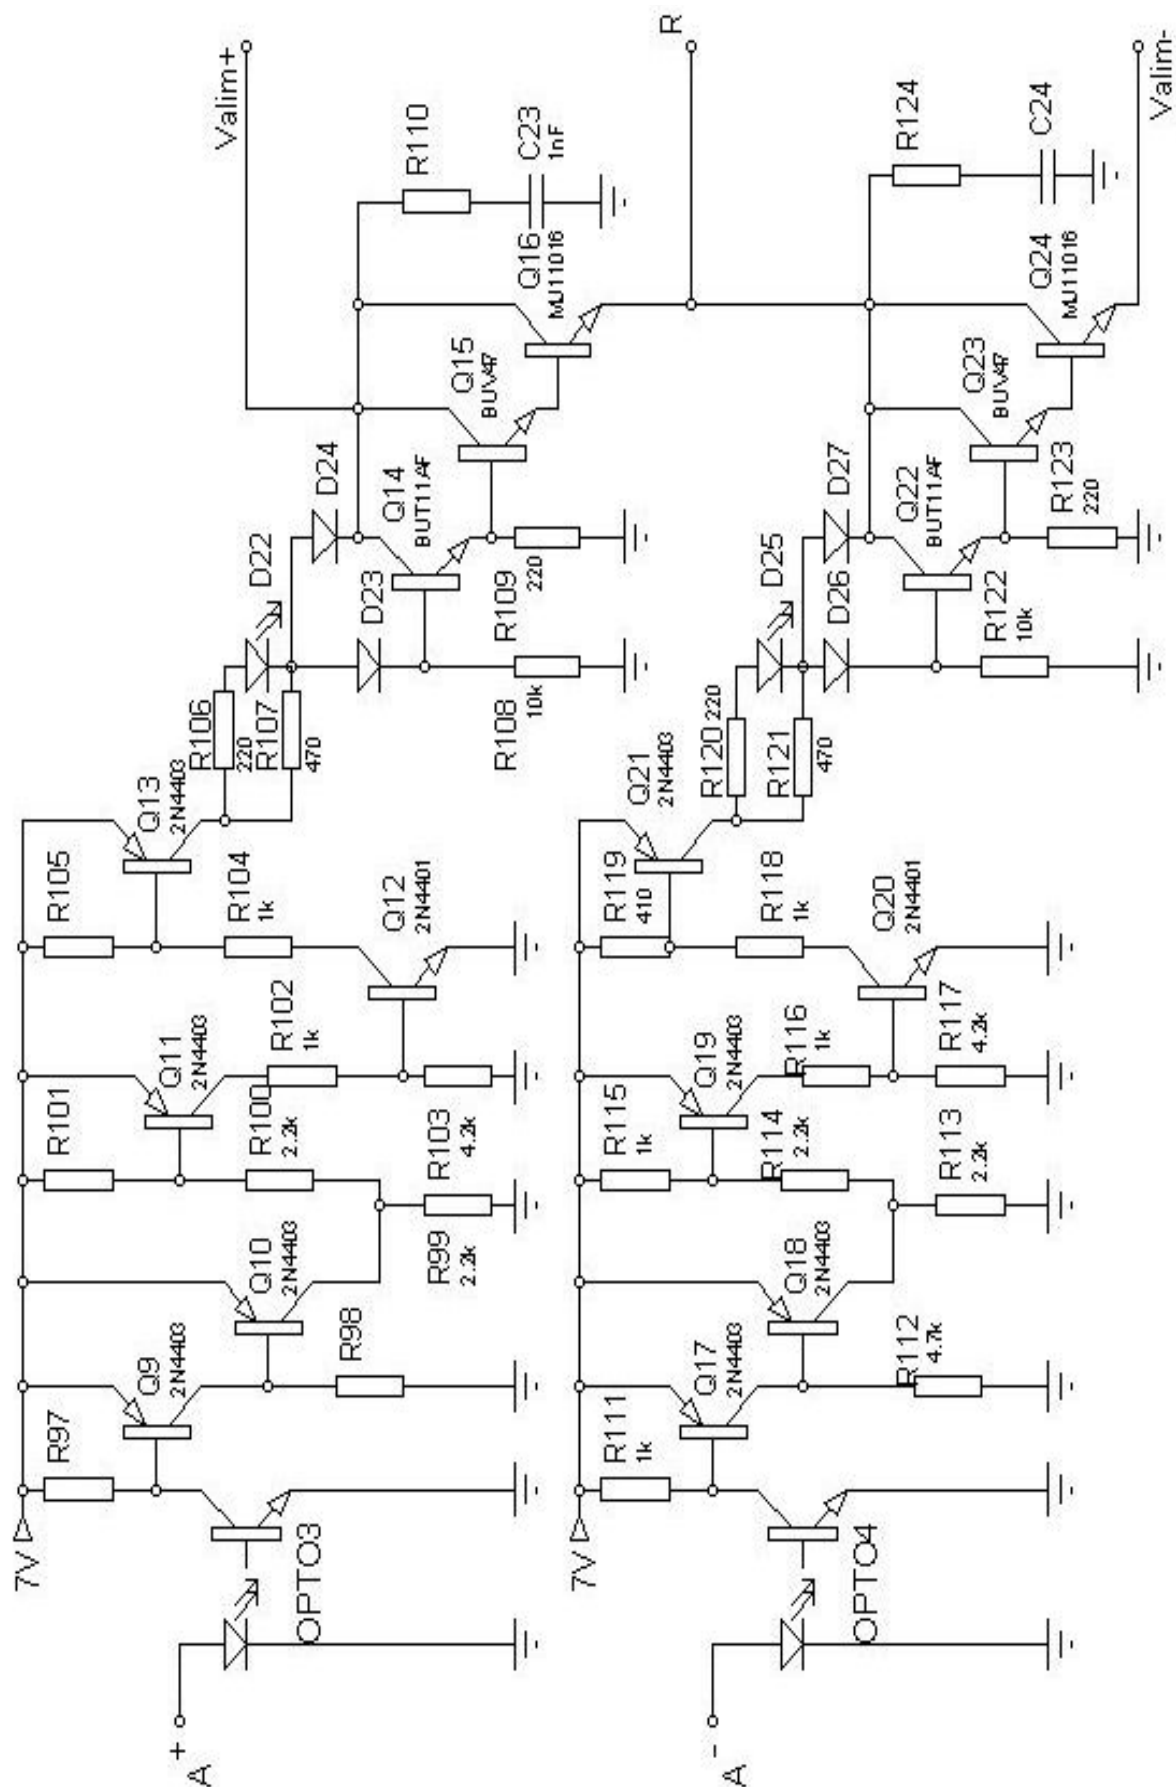 Valim+
R
Valim-
R110
C23
1nF
R124
C24
Q16
MJ11016
Q24
MJ11016
Q15
BUV47
Q23
BUV47
D24
Q14
BUT11AF
D27
Q22
BUT11AF
R123
220
D22
D23
R109
220
D25
D26
R122
10k
R106
220
R107
470
R108
10k
R120
220
R121
470
Q13
2N4403
Q21
2N4403
R105
R104
1k
Q12
2N4401
R119
410
R118
1k
Q20
2N4401
Q11
2N4403
R102
1k
Q19
2N4403
R116
1k
R117
4.2k
R101
R100
2.2k
R103
4.2k
R115
1k
R114
2.2k
R113
2.2k
Q10
2N4403
R99
2.2k
Q18
2N4403
Q9
2N4403
R98
Q17
2N4403
R112
4.7k
R97
R111
1k
7V
OPTO3
7V
OPTO4
A +
A -